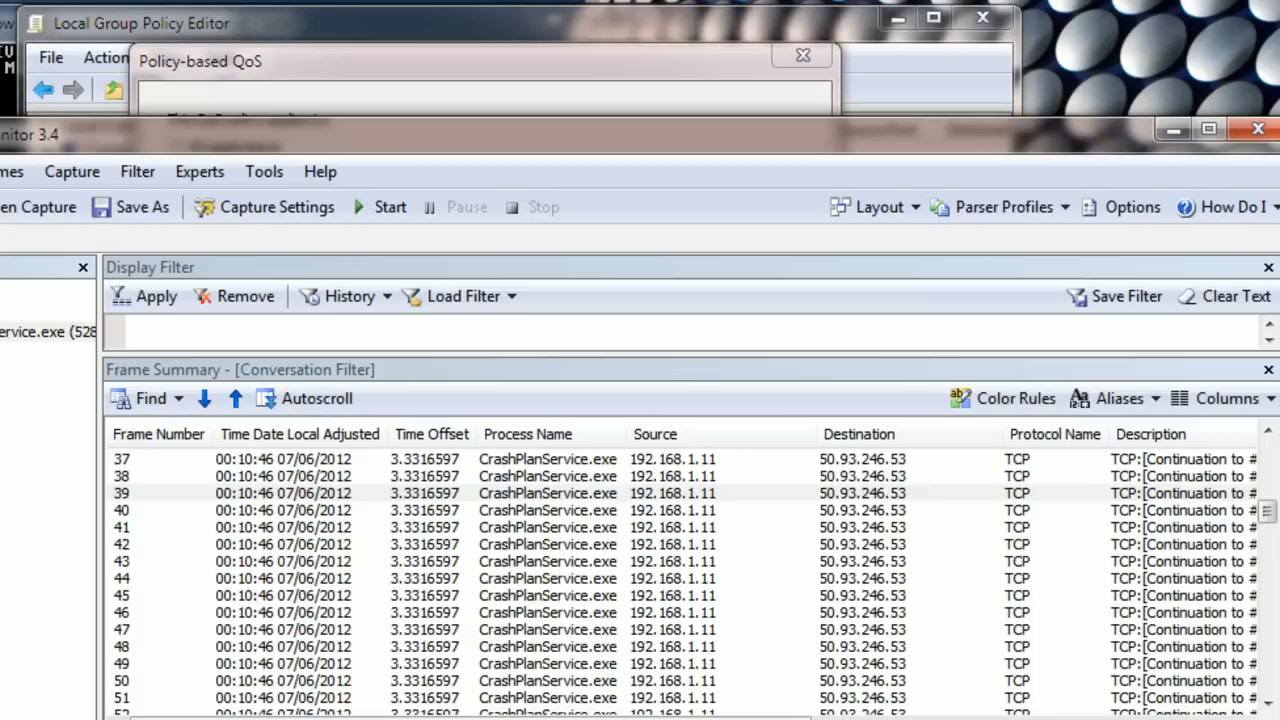 ow
Local Group Policy Editor
File Action
Policy-based QoS
M
nitor 3.4
mes Capture Filter Experts Tools Help
en Capture Save As Capture Settings Start Pause Stop Layout Parser Profiles Options How Do I
Display Filter
Apply Remove History Load Filter Save Filter Clear Text
ervice.exe (528
Frame Summary - [Conversation Filter]
Find Autoscroll Color Rules Aliases Columns
Frame Number Time Date Local Adjusted Time Offset Process Name Source Destination Protocol Name Description
37 00:10:46 07/06/2012 3.3316597 CrashPlanService.exe 192.168.1.11 50.93.246.53 TCP TCP:[Continuation to #
38 00:10:46 07/06/2012 3.3316597 CrashPlanService.exe 192.168.1.11 50.93.246.53 TCP TCP:[Continuation to #
39 00:10:46 07/06/2012 3.3316597 CrashPlanService.exe 192.168.1.11 50.93.246.53 TCP TCP:[Continuation to #
40 00:10:46 07/06/2012 3.3316597 CrashPlanService.exe 192.168.1.11 50.93.246.53 TCP TCP:[Continuation to #
41 00:10:46 07/06/2012 3.3316597 CrashPlanService.exe 192.168.1.11 50.93.246.53 TCP TCP:[Continuation to #
42 00:10:46 07/06/2012 3.3316597 CrashPlanService.exe 192.168.1.11 50.93.246.53 TCP TCP:[Continuation to #
43 00:10:46 07/06/2012 3.3316597 CrashPlanService.exe 192.168.1.11 50.93.246.53 TCP TCP:[Continuation to #
44 00:10:46 07/06/2012 3.3316597 CrashPlanService.exe 192.168.1.11 50.93.246.53 TCP TCP:[Continuation to #
45 00:10:46 07/06/2012 3.3316597 CrashPlanService.exe 192.168.1.11 50.93.246.53 TCP TCP:[Continuation to #
46 00:10:46 07/06/2012 3.3316597 CrashPlanService.exe 192.168.1.11 50.93.246.53 TCP TCP:[Continuation to #
47 00:10:46 07/06/2012 3.3316597 CrashPlanService.exe 192.168.1.11 50.93.246.53 TCP TCP:[Continuation to #
48 00:10:46 07/06/2012 3.3316597 CrashPlanService.exe 192.168.1.11 50.93.246.53 TCP TCP:[Continuation to #
49 00:10:46 07/06/2012 3.3316597 CrashPlanService.exe 192.168.1.11 50.93.246.53 TCP TCP:[Continuation to #
50 00:10:46 07/06/2012 3.3316597 CrashPlanService.exe 192.168.1.11 50.93.246.53 TCP TCP:[Continuation to #
51 00:10:46 07/06/2012 3.3316597 CrashPlanService.exe 192.168.1.11 50.93.246.53 TCP TCP:[Continuation to #